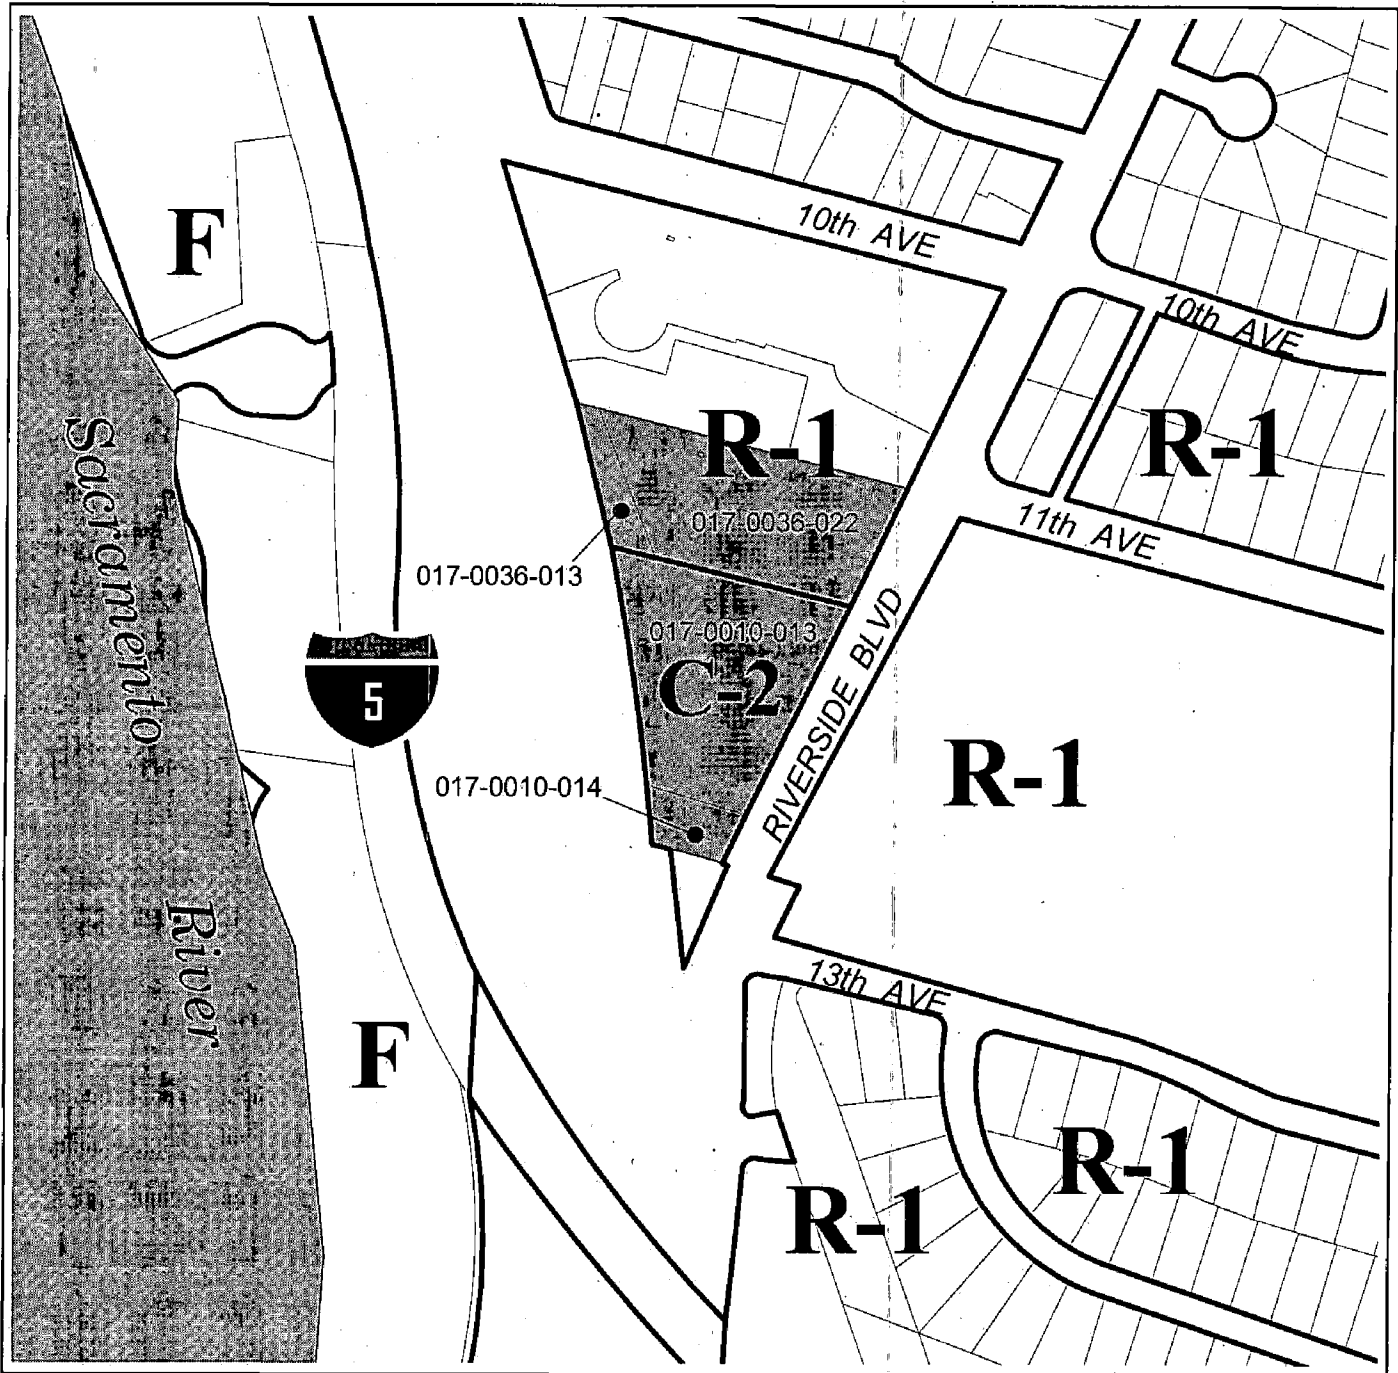 F
10th AVE
10th AVE
R-1
R-1
11th AVE
017-0036-022
017-0036-013
017-0010-013
C-2
Sacramento
River
5
RIVERSIDE BLVD
R-1
017-0010-014
13th AVE
F
R-1
R-1